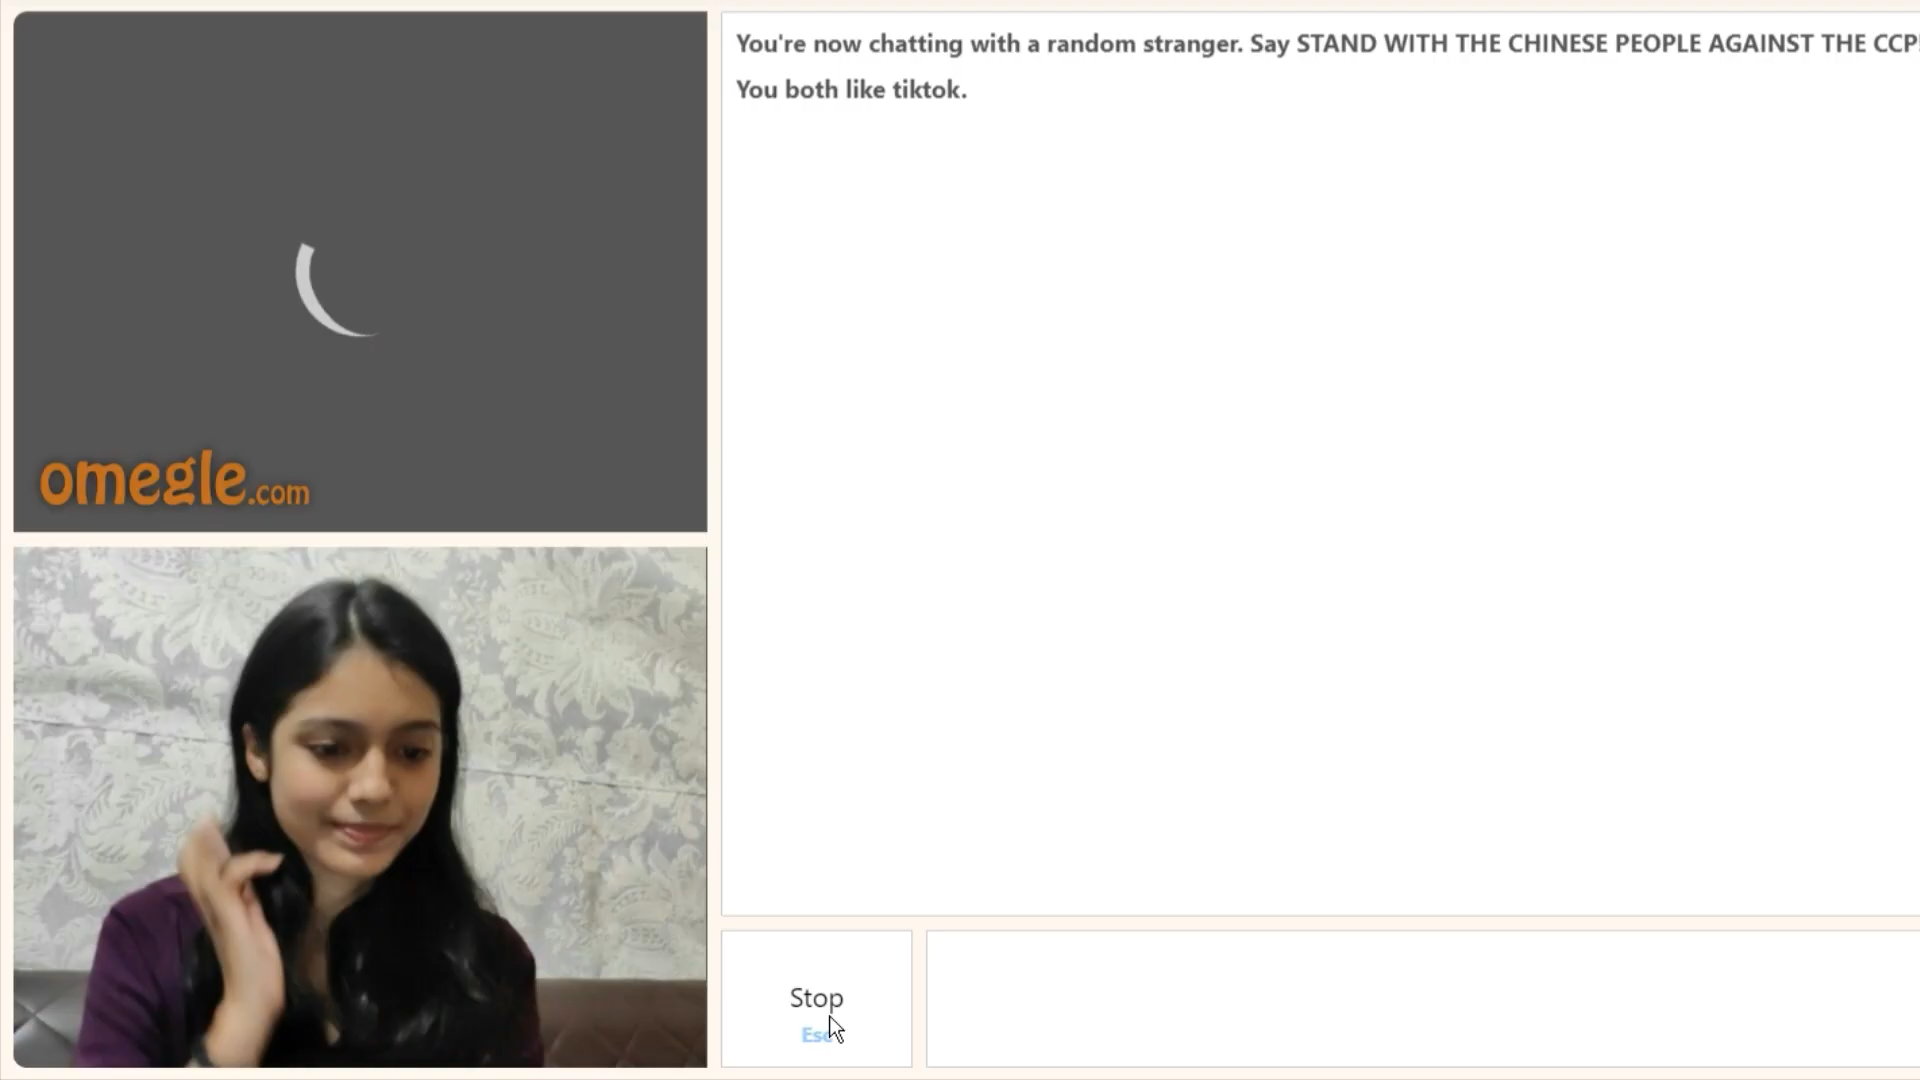 You're now chatting with a random stranger. Say STAND WITH THE CHINESE PEOPLE AGAINST THE CCP!
You both like tiktok.
omegle.com
Stop
Esc